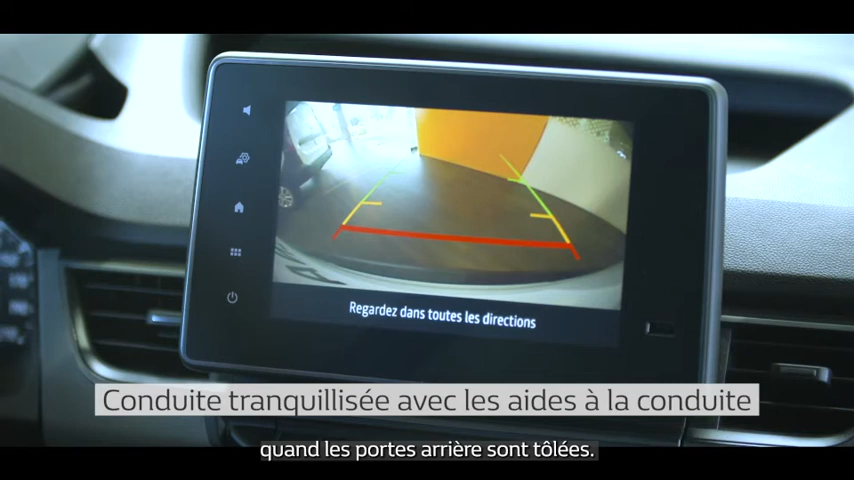 Regardez dans toutes les directions
Conduite tranquillisée avec les aides à la conduite
quand les portes arrière sont tôlées.